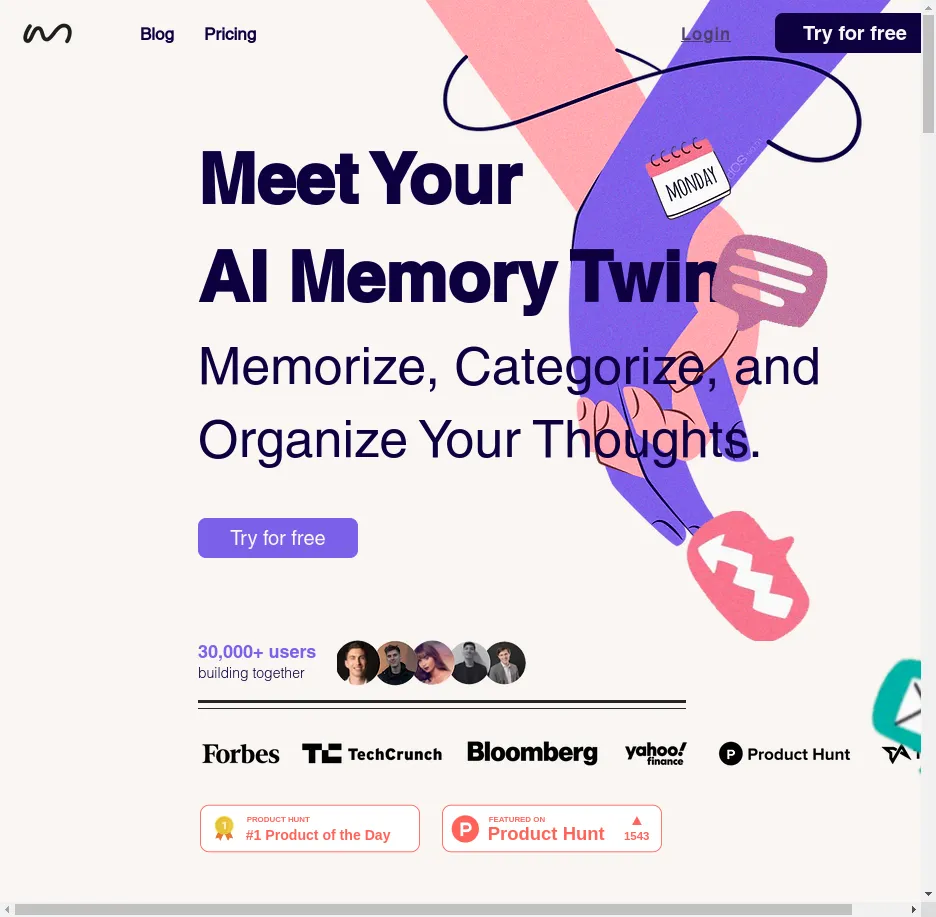 Blog
Pricing
Login
Try for free
MONDAY
Meet Your
AI Memory Twin
Memorize, Categorize, and
Organize Your Thoughts.
Try for free
30,000+ users
building together
Forbes
TechCrunch
Bloomberg
yahoo!
finance
P Product Hunt
1
PRODUCT HUNT
#1 Product of the Day
P
FEATURED ON
Product Hunt
1543